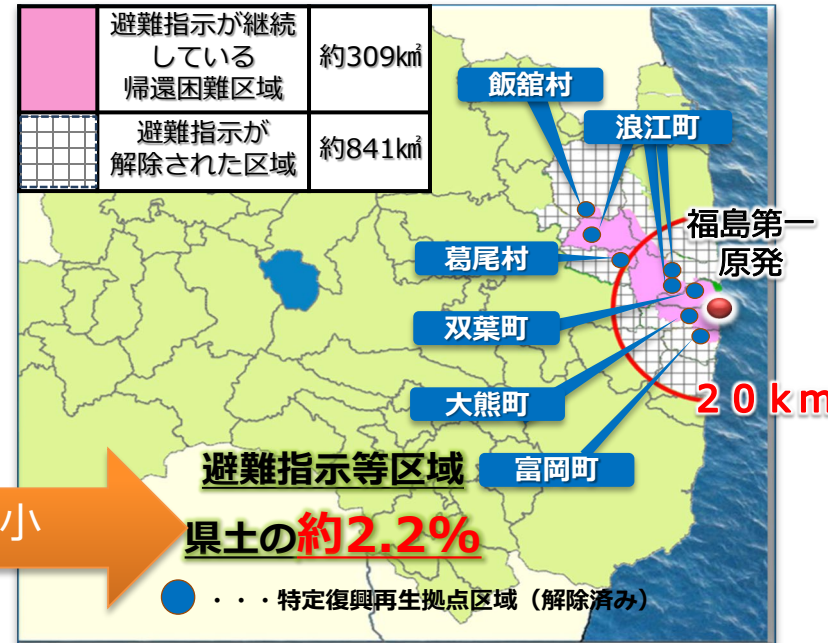 避難指示が継続
している
帰還困難区域
約309㎢
避難指示が
解除された区域
約841㎢
飯舘村
浪江町
福島第一
原発
葛尾村
双葉町
大熊町
２０ｋｍ
富岡町
避難指示等区域
県土の約2.2%
小
・・・特定復興再生拠点区域（解除済み）